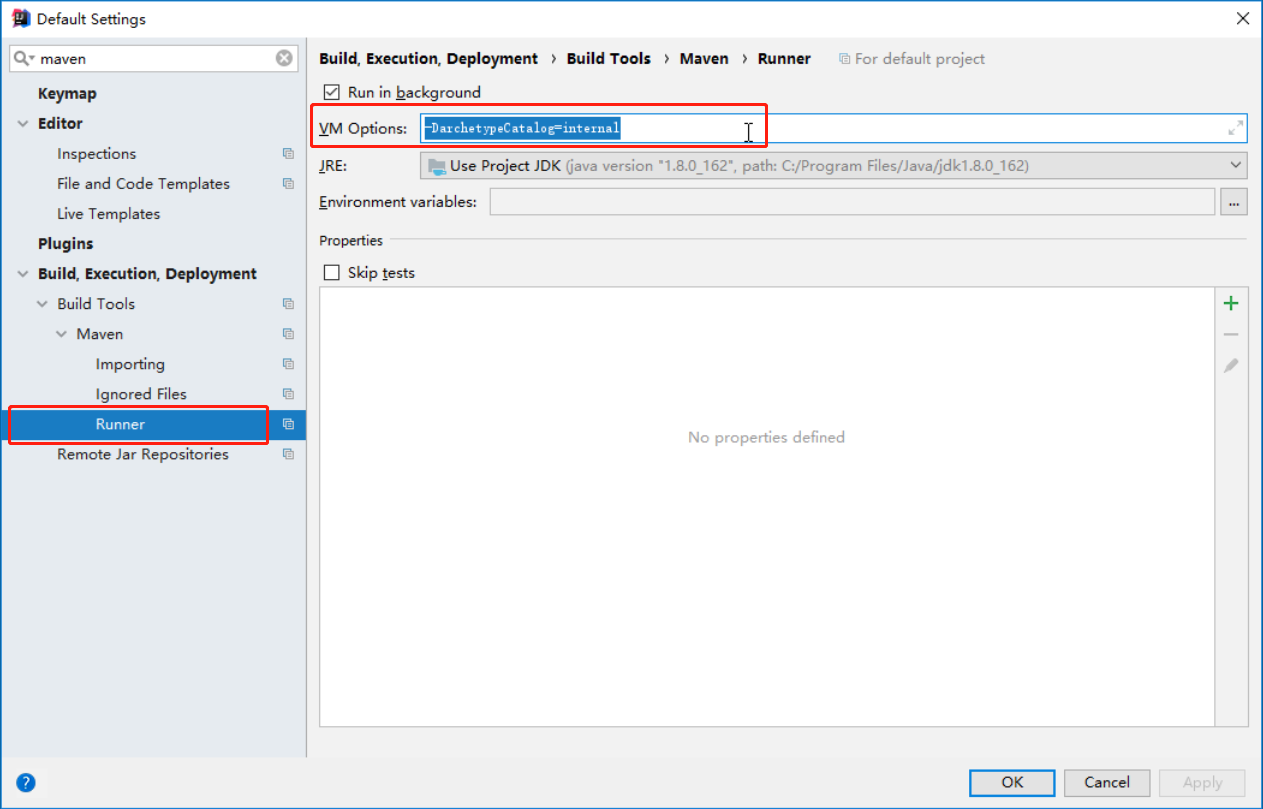 Default Settings
maven
Keymap
Editor
Inspections
File and Code Templates
Live Templates
Plugins
Build, Execution, Deployment
Build Tools
Maven
Importing
Ignored Files
Runner
Remote Jar Repositories
Build, Execution, Deployment › Build Tools › Maven › Runner For default project
Run in background
VM Options: -DarchetypeCatalog=internal
JRE: Use Project JDK (java version "1.8.0_162", path: C:/Program Files/Java/jdk1.8.0_162)
Environment variables: ...
Properties
Skip tests
No properties defined
? OK Cancel Apply